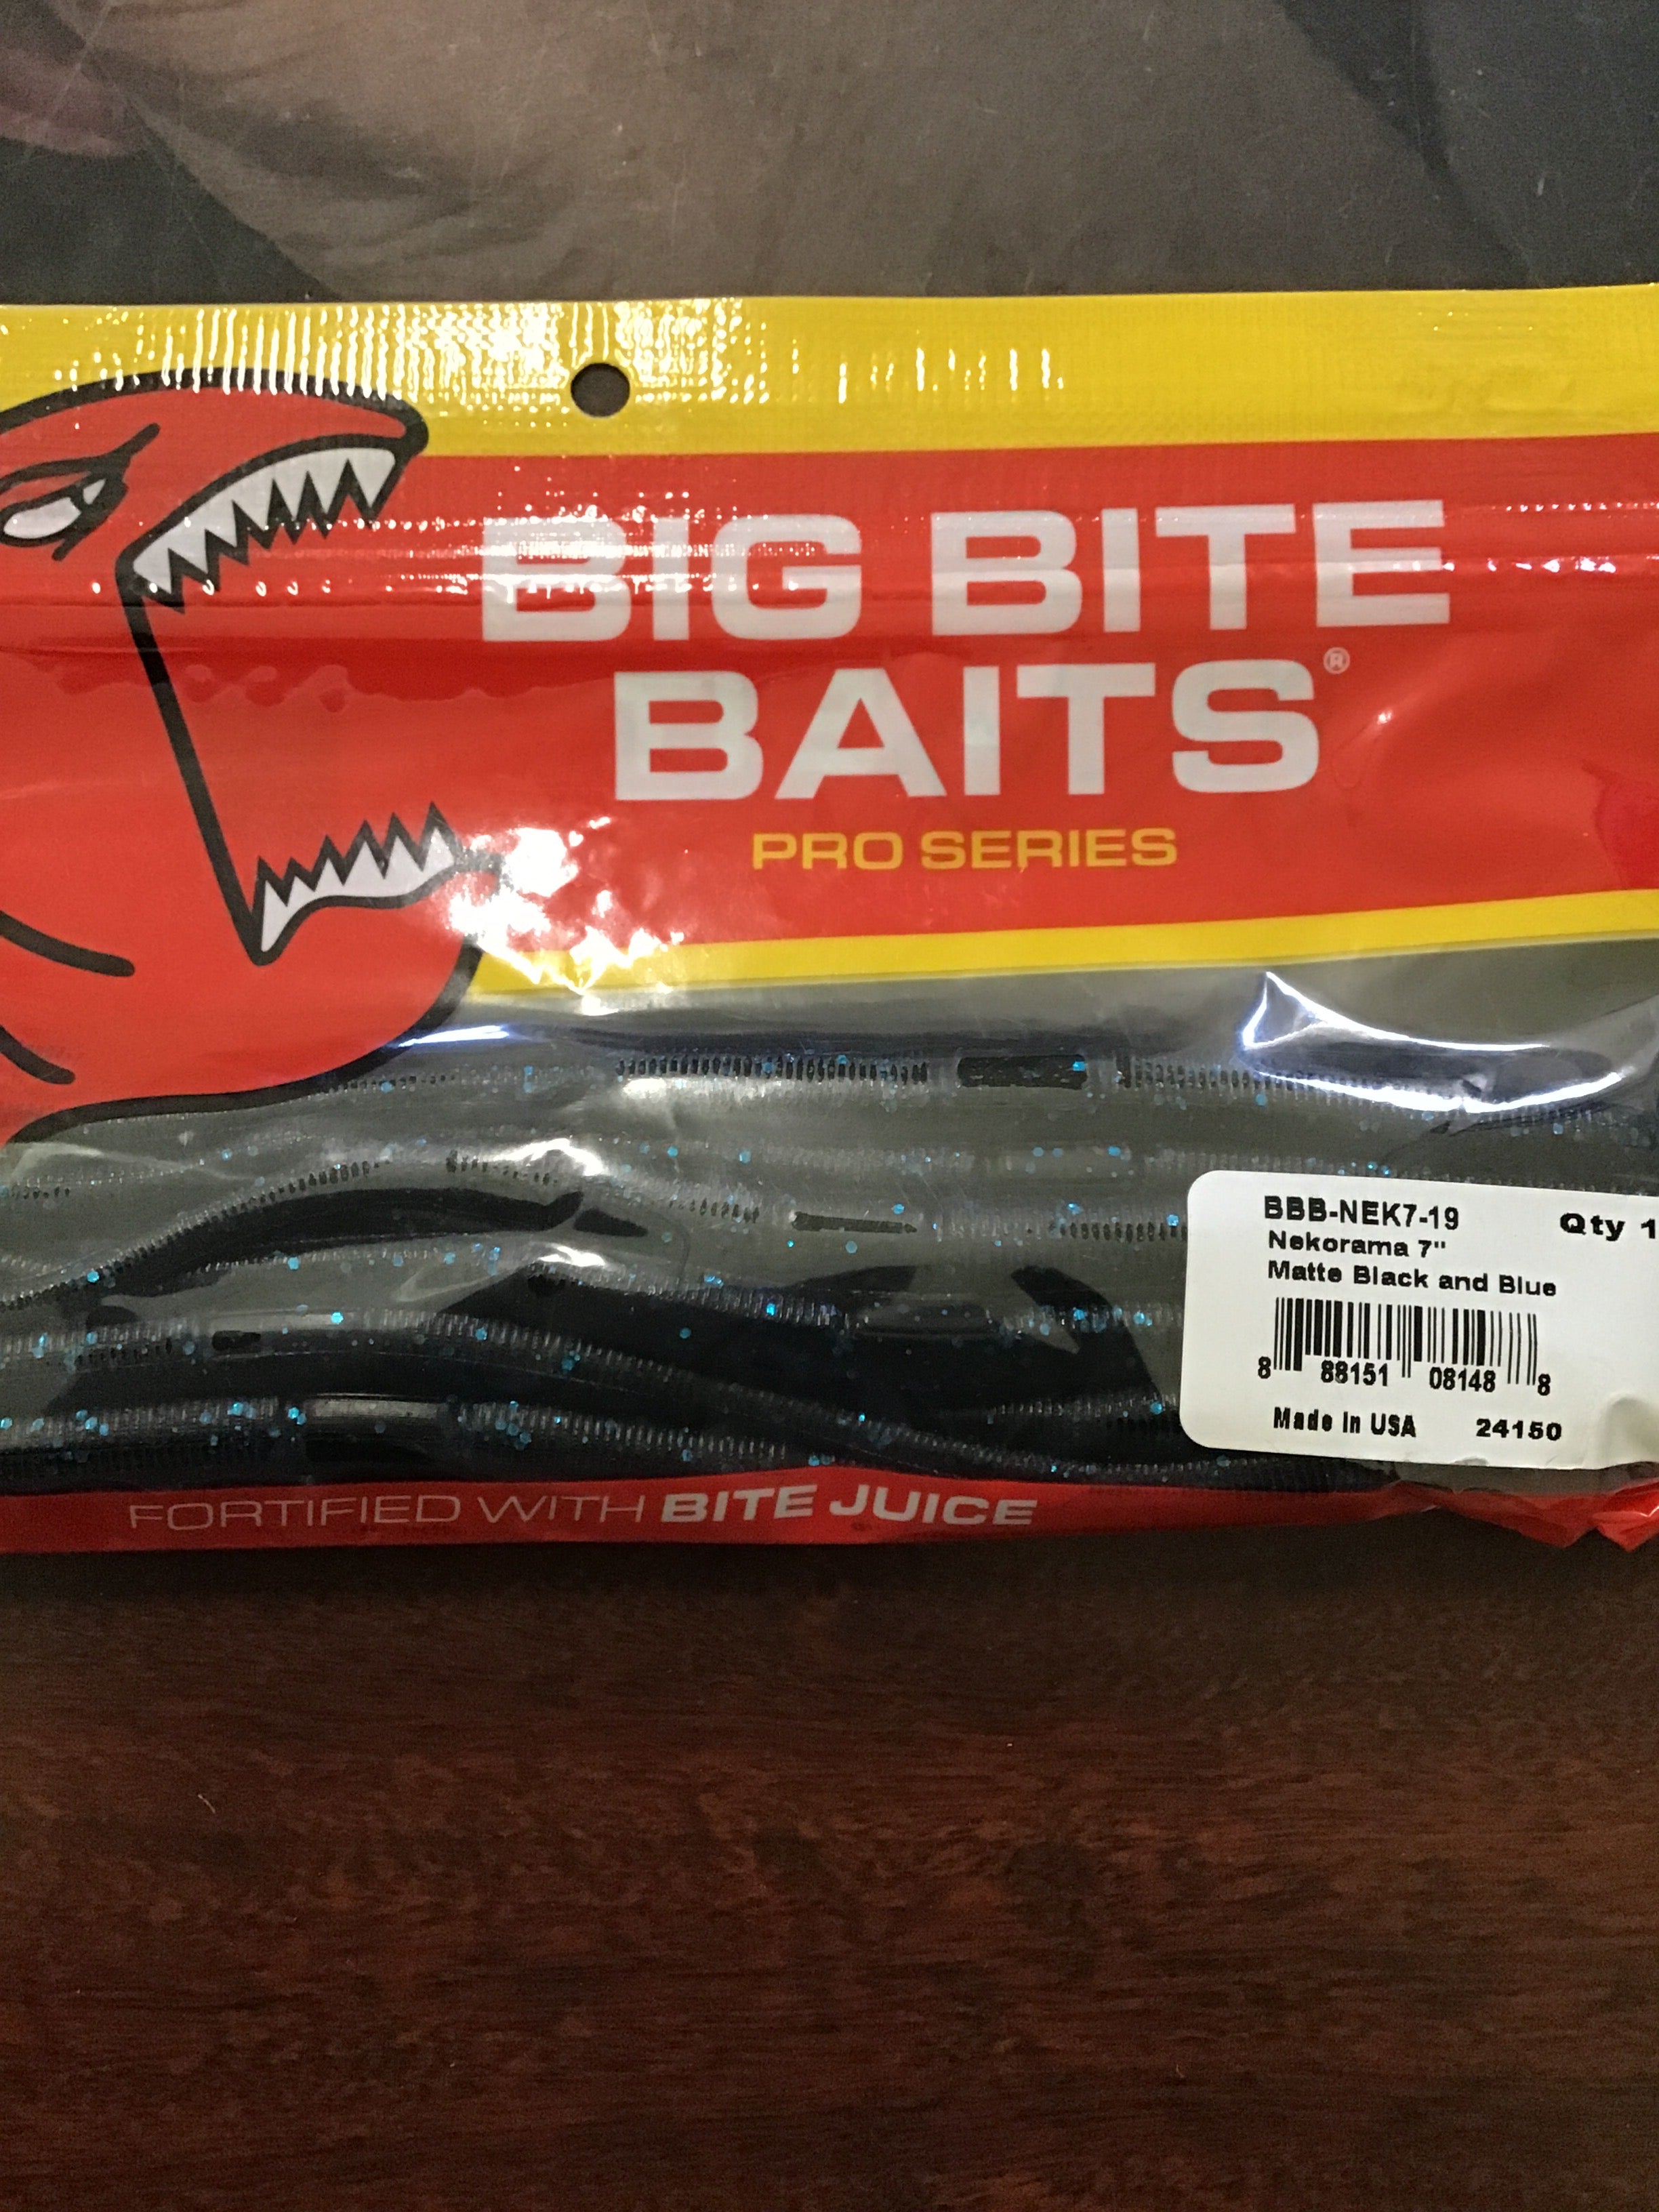 BIG BITE
BAITS®
PRO SERIES
BBB-NEK7-19
Qty 1
Nekorama 7"
Matte Black and Blue
8 88151 08148 8
Made in USA 24150
FORTIFIED WITH BITE JUICE